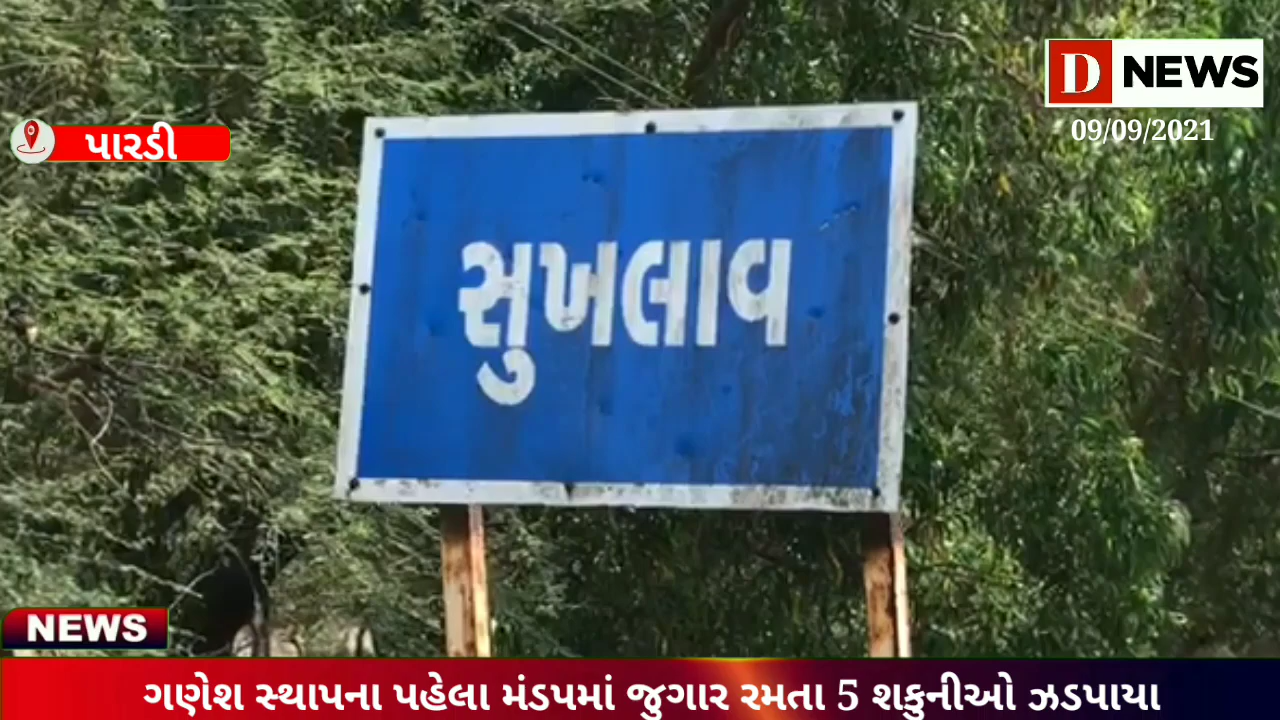 D NEWS
09/09/2021
પારડી
સુખલાવ
NEWS
ગણેશ સ્થાપના પહેલા મંડપમાં જુગાર રમતા 5 શકુનીઓ ઝડપાયા